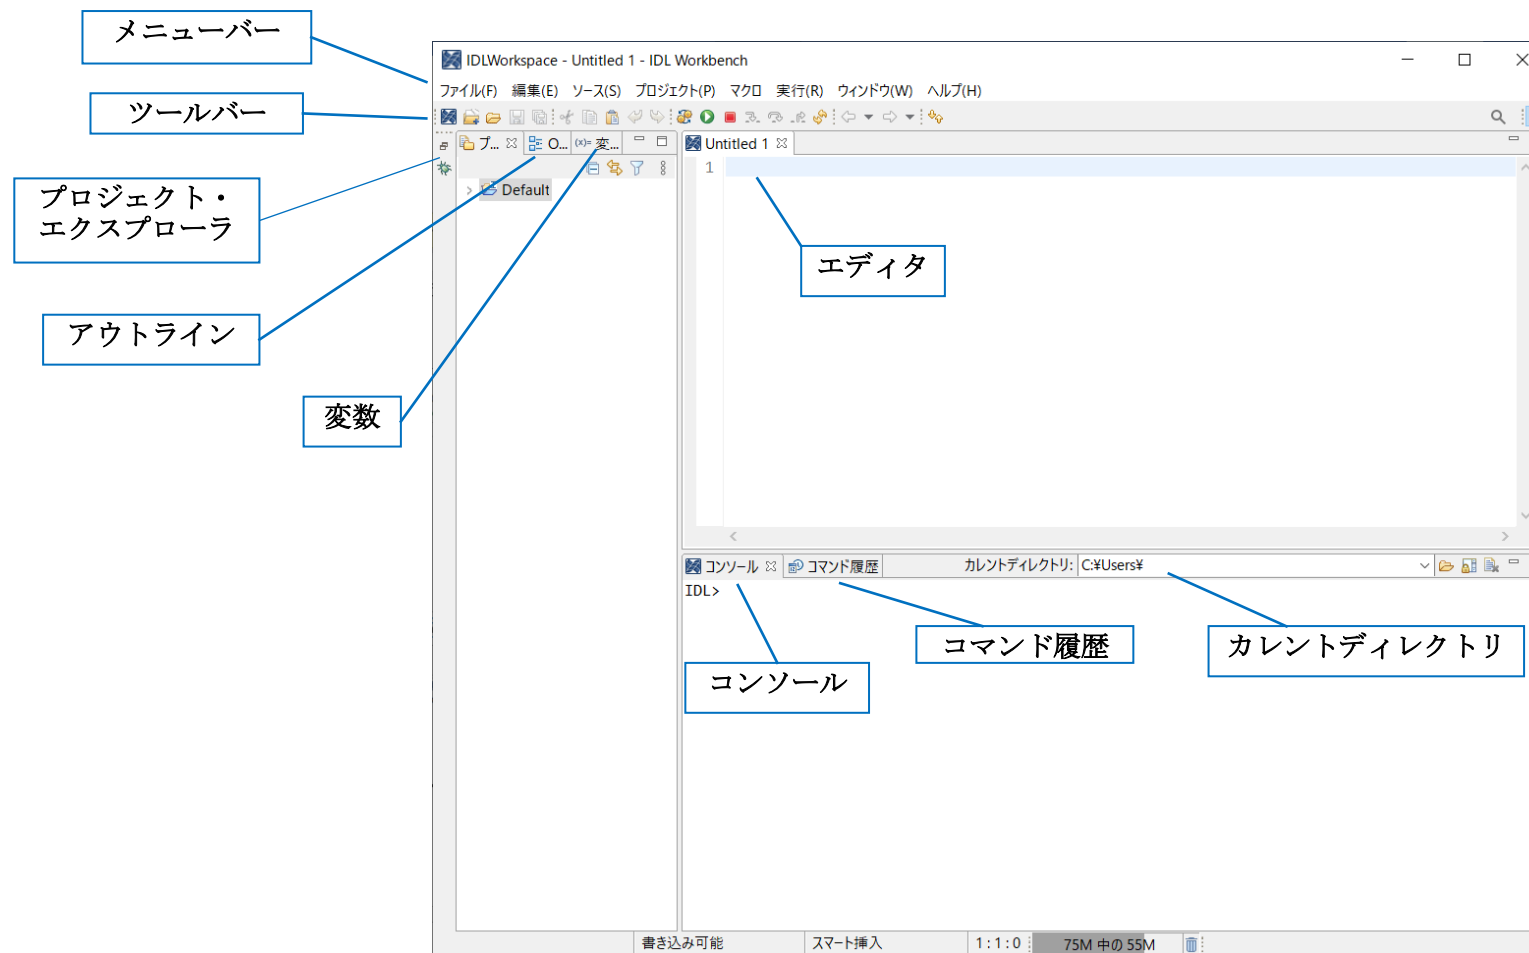 メニューバー
IDLWorkspace - Untitled 1 - IDL Workbench
ファイル(F) 編集(E) ソース(S) プロジェクト(P) マクロ 実行(R) ウィンドウ(W) ヘルプ(H)
ツールバー
プ... O... (x)= 変...
Untitled 1
1
Default
プロジェクト・
エクスプローラ
エディタ
アウトライン
変数
コンソール コマンド履歴 カレントディレクトリ: C:¥Users¥
IDL>
コマンド履歴
カレントディレクトリ
コンソール
書き込み可能 スマート挿入 1 : 1 : 0 75M 中の 55M